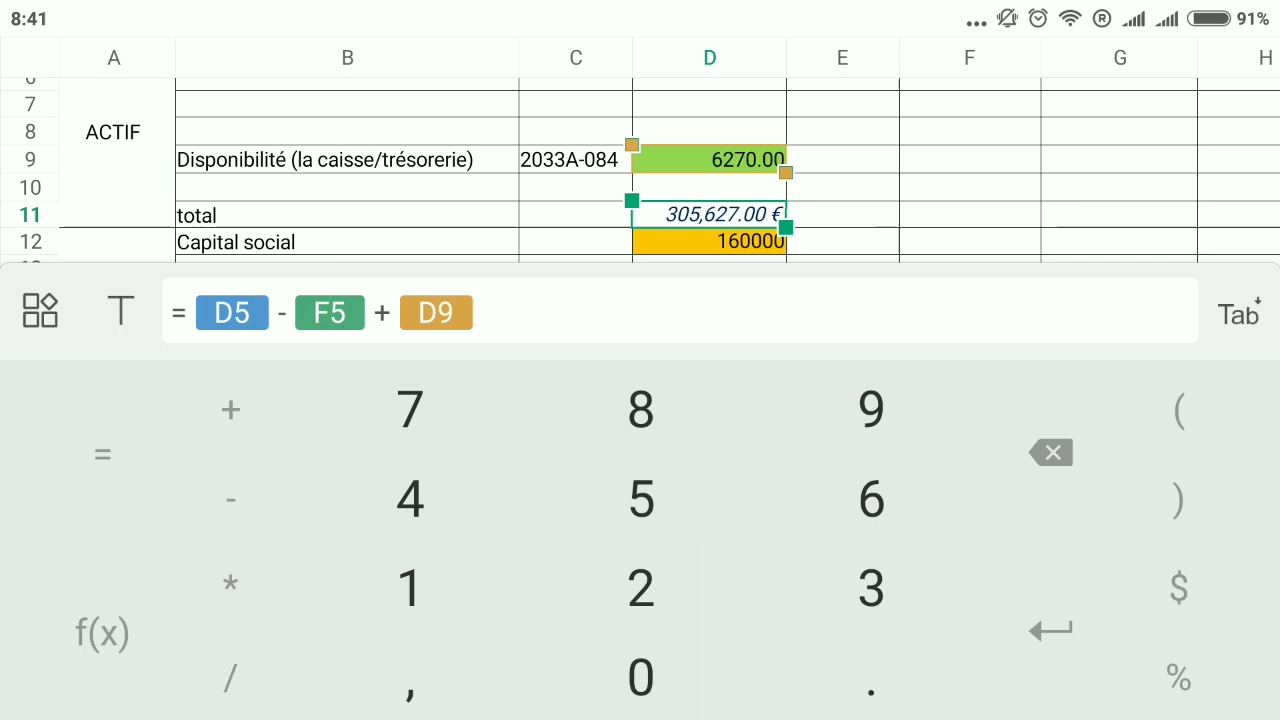 8:41 ... R 91%
A B C D E F G H
7
8 ACTIF
9 Disponibilité (la caisse/trésorerie) 2033A-084 6270.00
10
11 total 305,627.00 €
12 Capital social 160000
= D5 - F5 + D9 Tab
+ 7 8 9 (
=
- 4 5 6 )
* 1 2 3 $
f(x)
/ , 0 . %